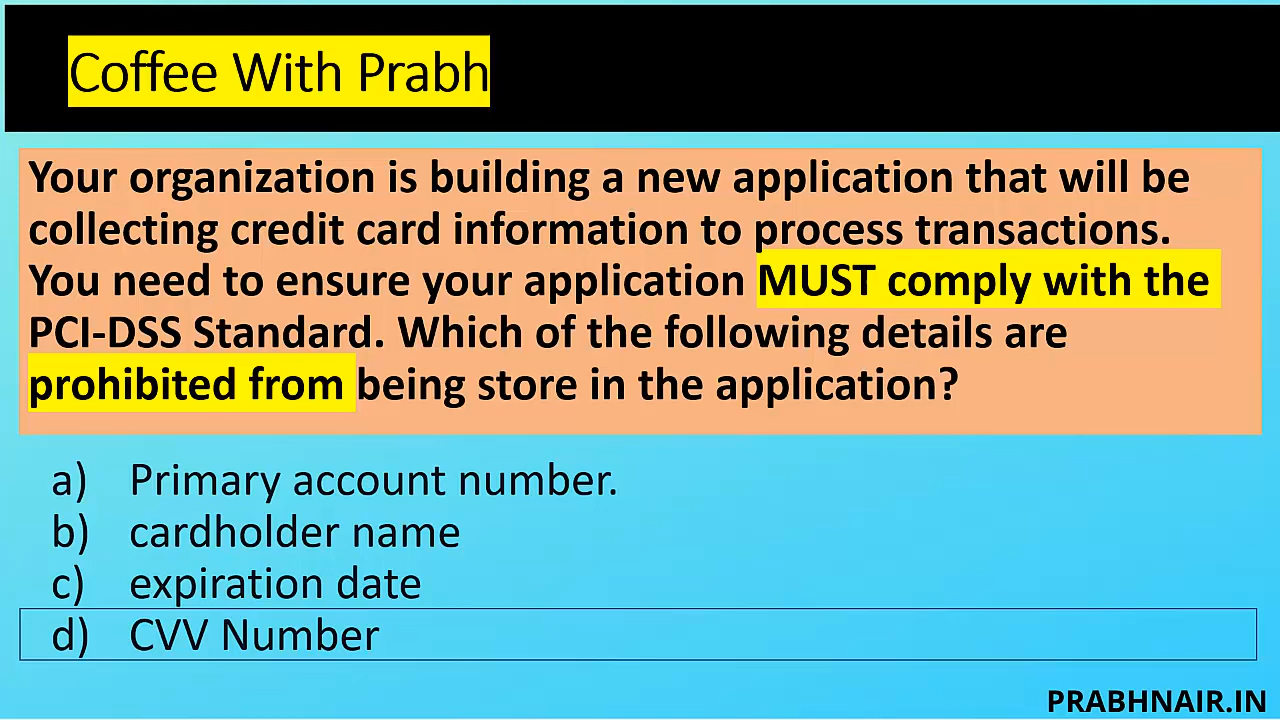 Coffee With Prabh
Your organization is building a new application that will be
collecting credit card information to process transactions.
You need to ensure your application MUST comply with the
PCI-DSS Standard. Which of the following details are
prohibited from being store in the application?
a) Primary account number.
b) cardholder name
c) expiration date
d) CVV Number
PRABHNAIR.IN